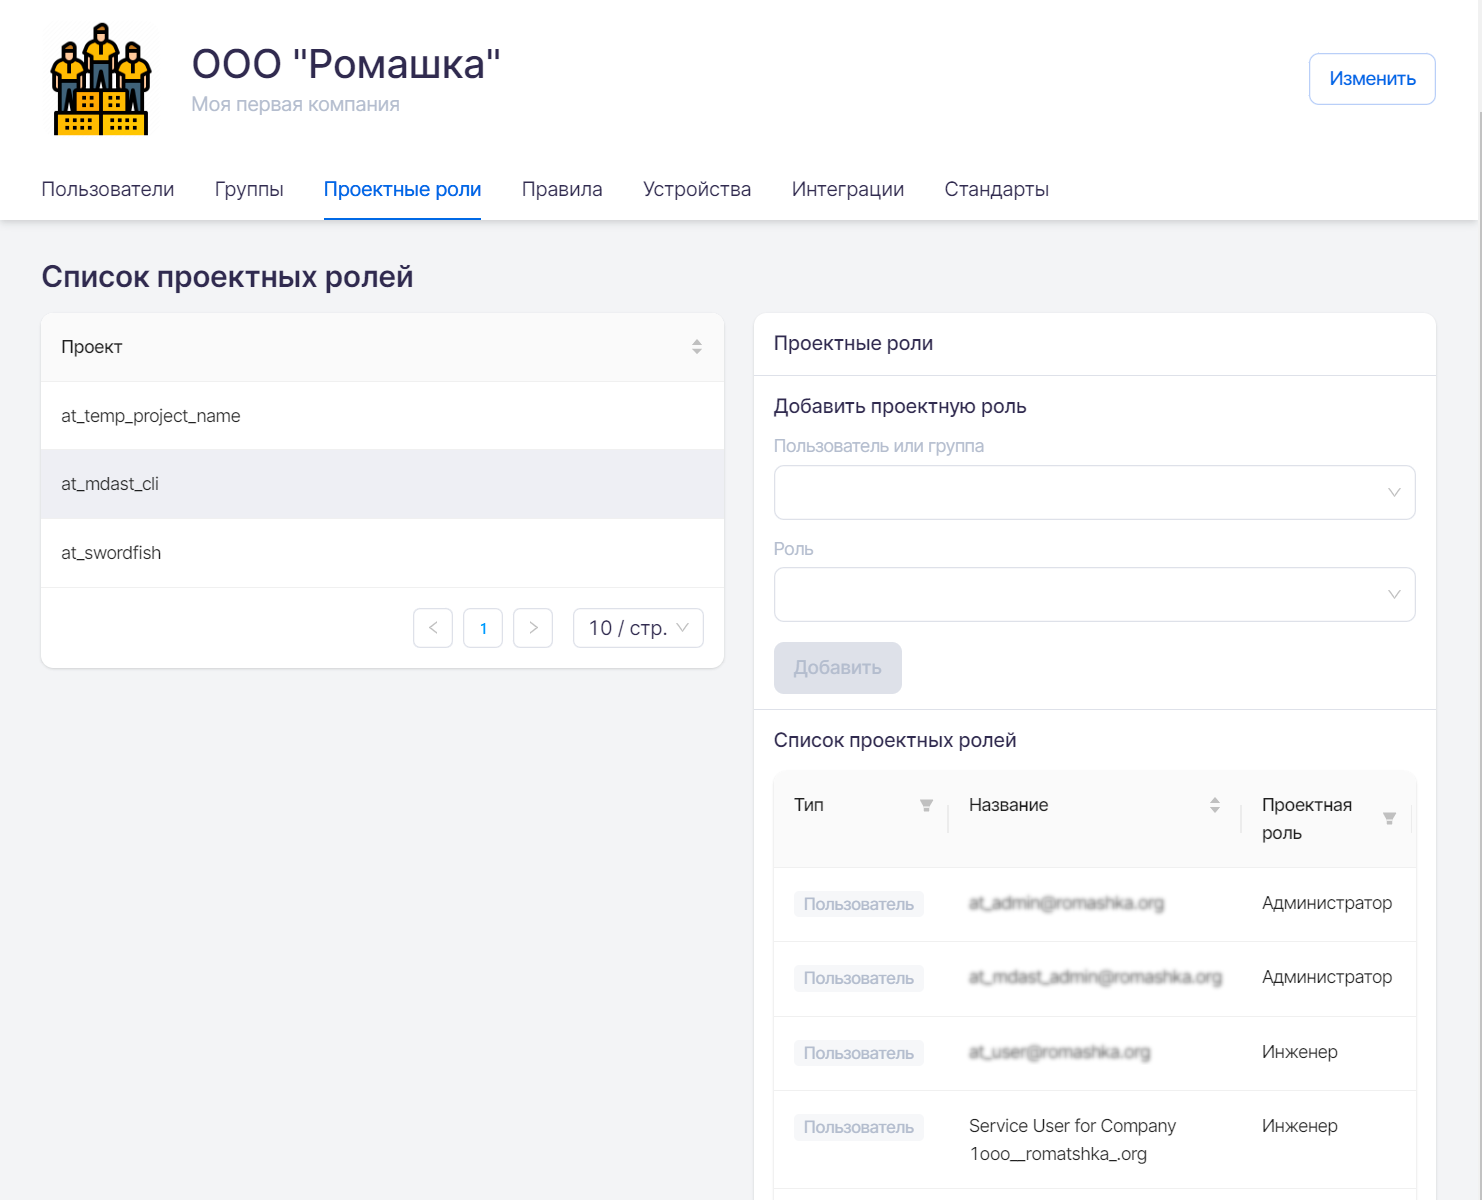 ООО "Ромашка"
Моя первая компания
Изменить
Пользователи Группы Проектные роли Правила Устройства Интеграции Стандарты
Список проектных ролей
Проект
at_temp_project_name
at_mdast_cli
at_swordfish
1 10 / стр.
Проектные роли
Добавить проектную роль
Пользователь или группа
Роль
Добавить
Список проектных ролей
Тип Название Проектная
роль
Пользователь at_admin@romashka.org Администратор
Пользователь at_mdast_admin@romashka.org Администратор
Пользователь at_user@romashka.org Инженер
Пользователь Service User for Company Инженер
1ooo__romatshka_.org